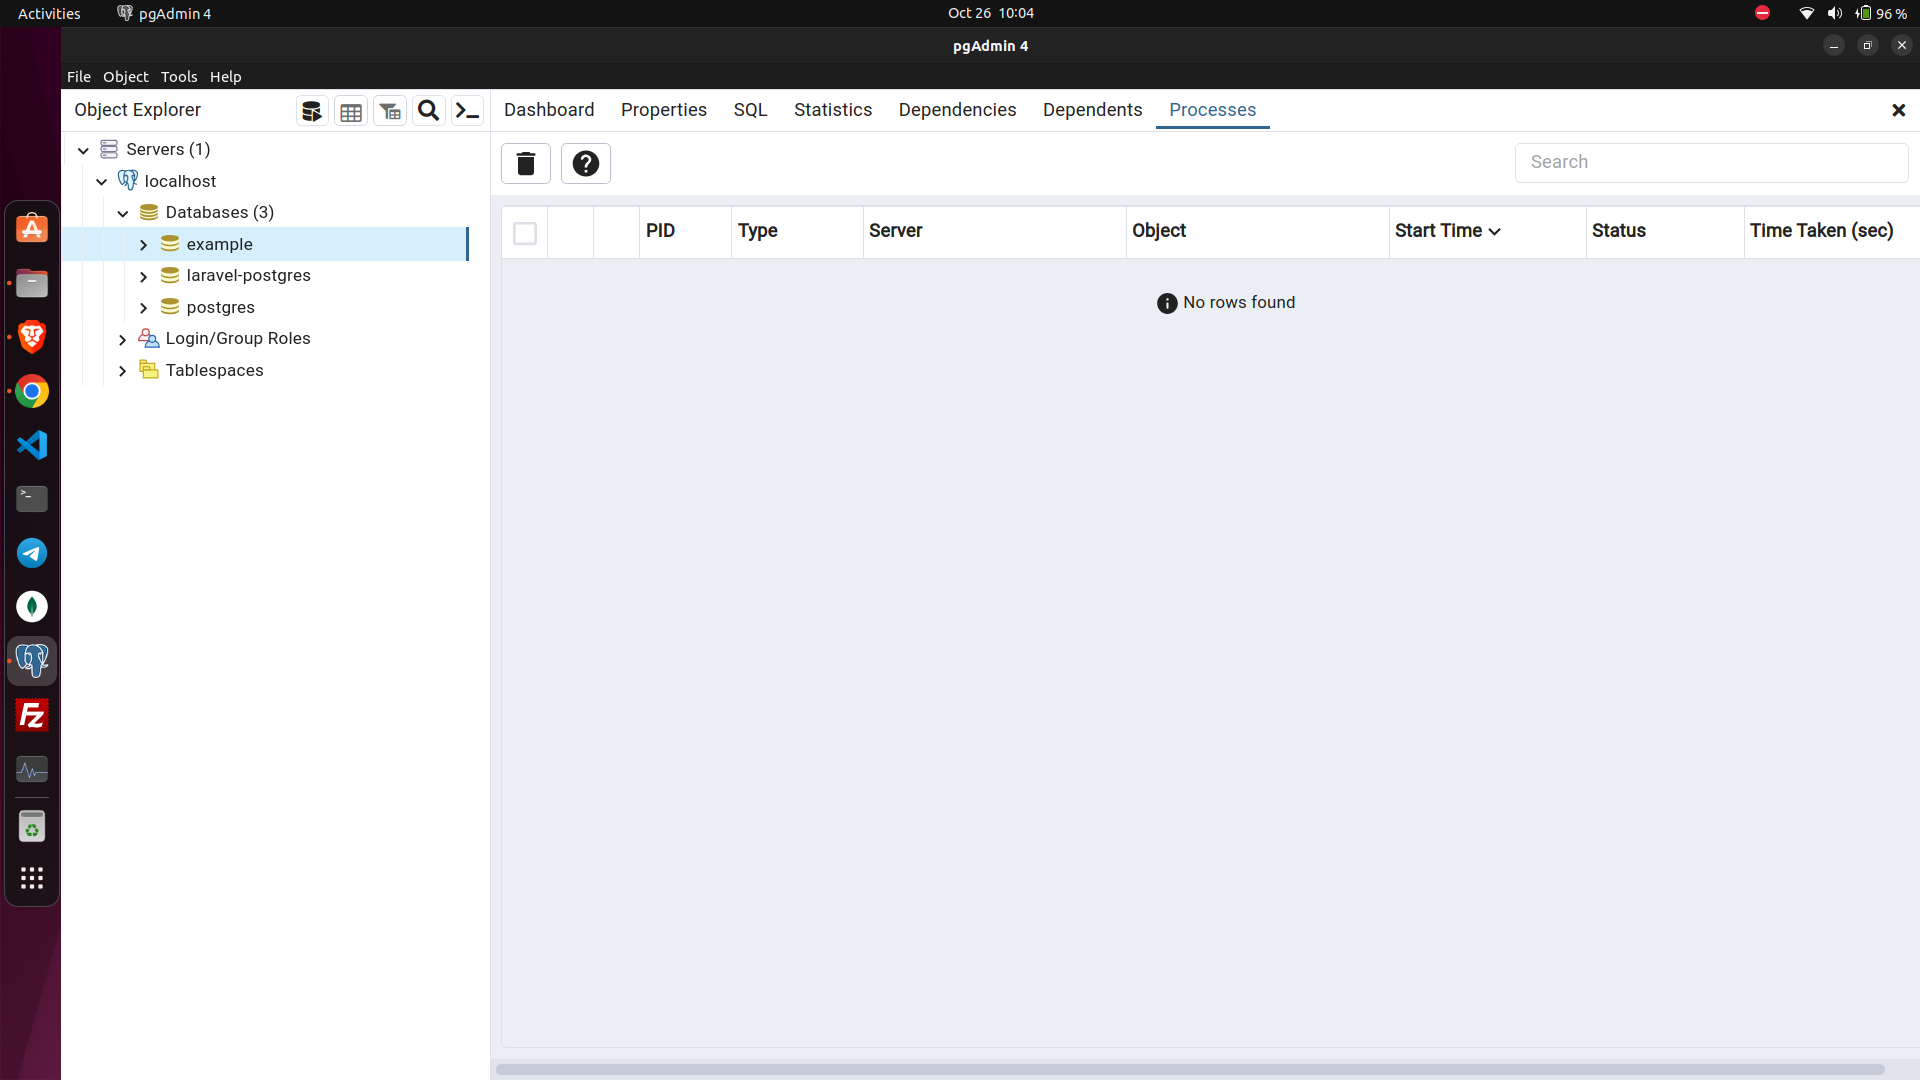 Activities pgAdmin 4 Oct 26 10:04 96 %
pgAdmin 4
File Object Tools Help
Object Explorer Dashboard Properties SQL Statistics Dependencies Dependents Processes
Servers (1)
Search
localhost
Databases (3)
PID Type Server Object Start Time Status Time Taken (sec)
example
laravel-postgres
No rows found
postgres
Login/Group Roles
Tablespaces